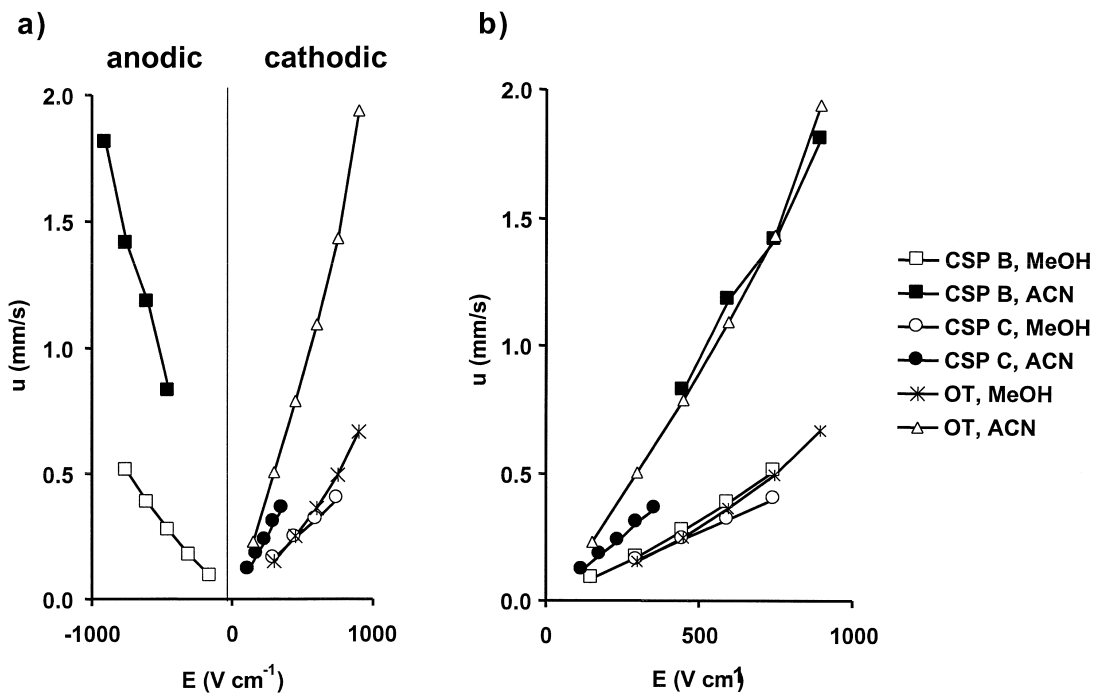 a)
anodic
cathodic
2.0
1.5
1.0
0.5
0.0
-1000
0
1000
u (mm/s)
E (V cm-1)
b)
2.0
1.5
1.0
0.5
0.0
0
500
1000
u (mm/s)
E (V cm1)
CSP B, MeOH
CSP B, ACN
CSP C, MeOH
CSP C, ACN
OT, MeOH
OT, ACN